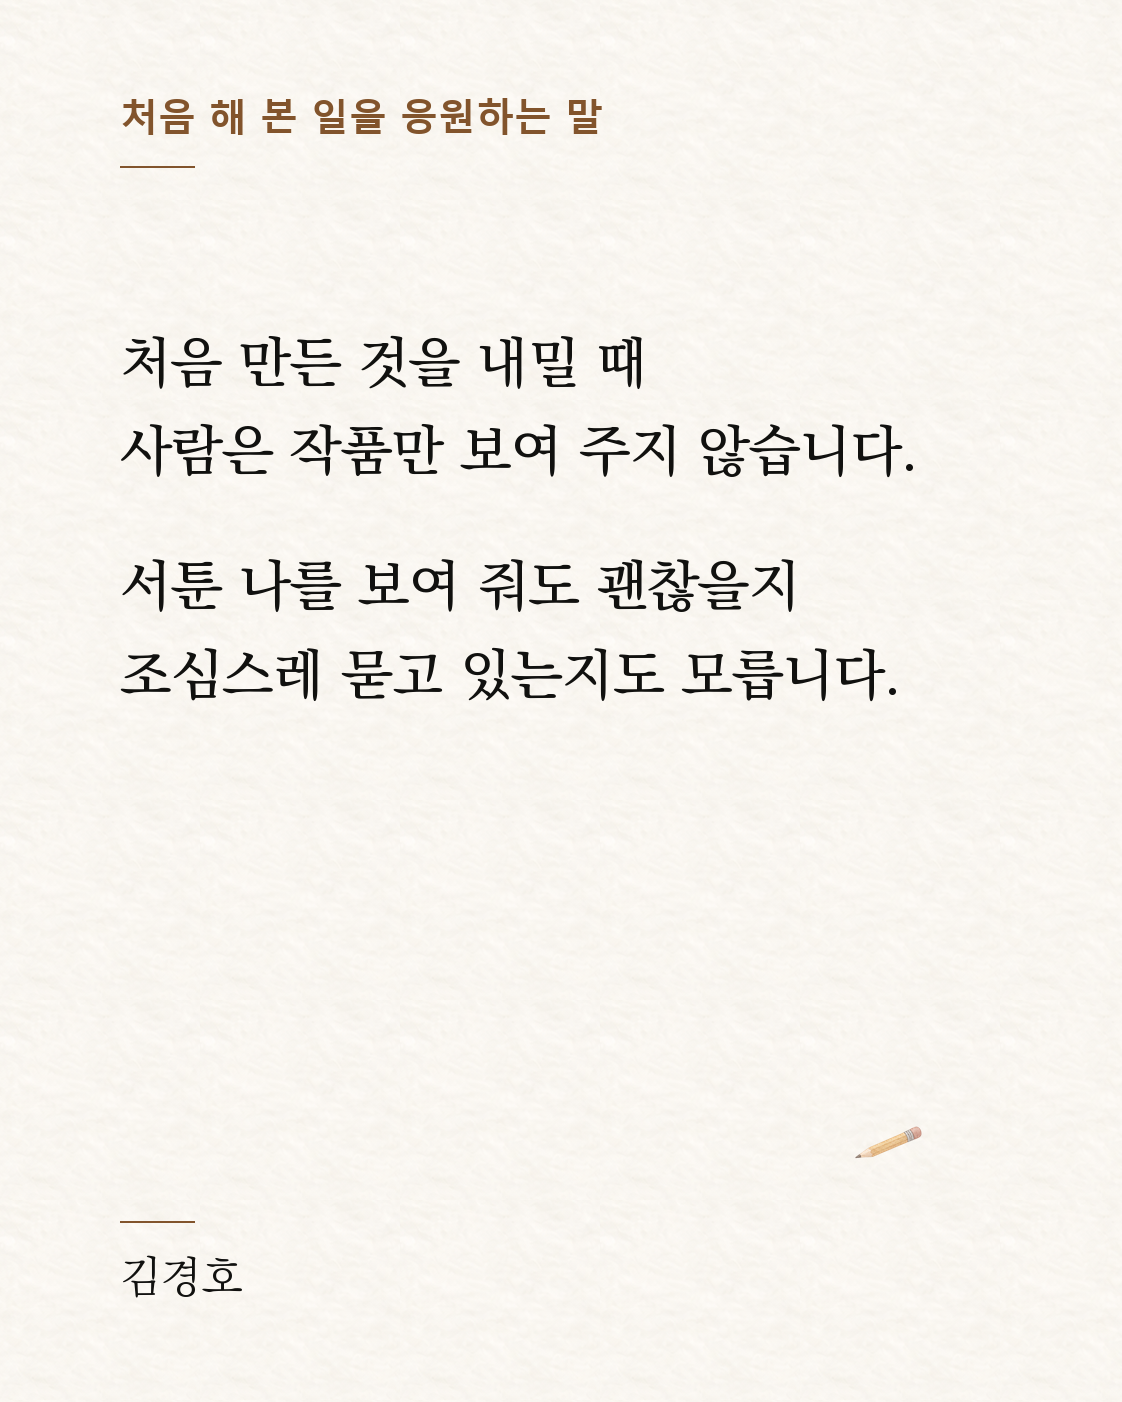 처음 해 본 일을 응원하는 말
처음 만든 것을 내밀 때
사람은 작품만 보여 주지 않습니다.
서툰 나를 보여 줘도 괜찮을지
조심스레 묻고 있는지도 모릅니다.
김경호